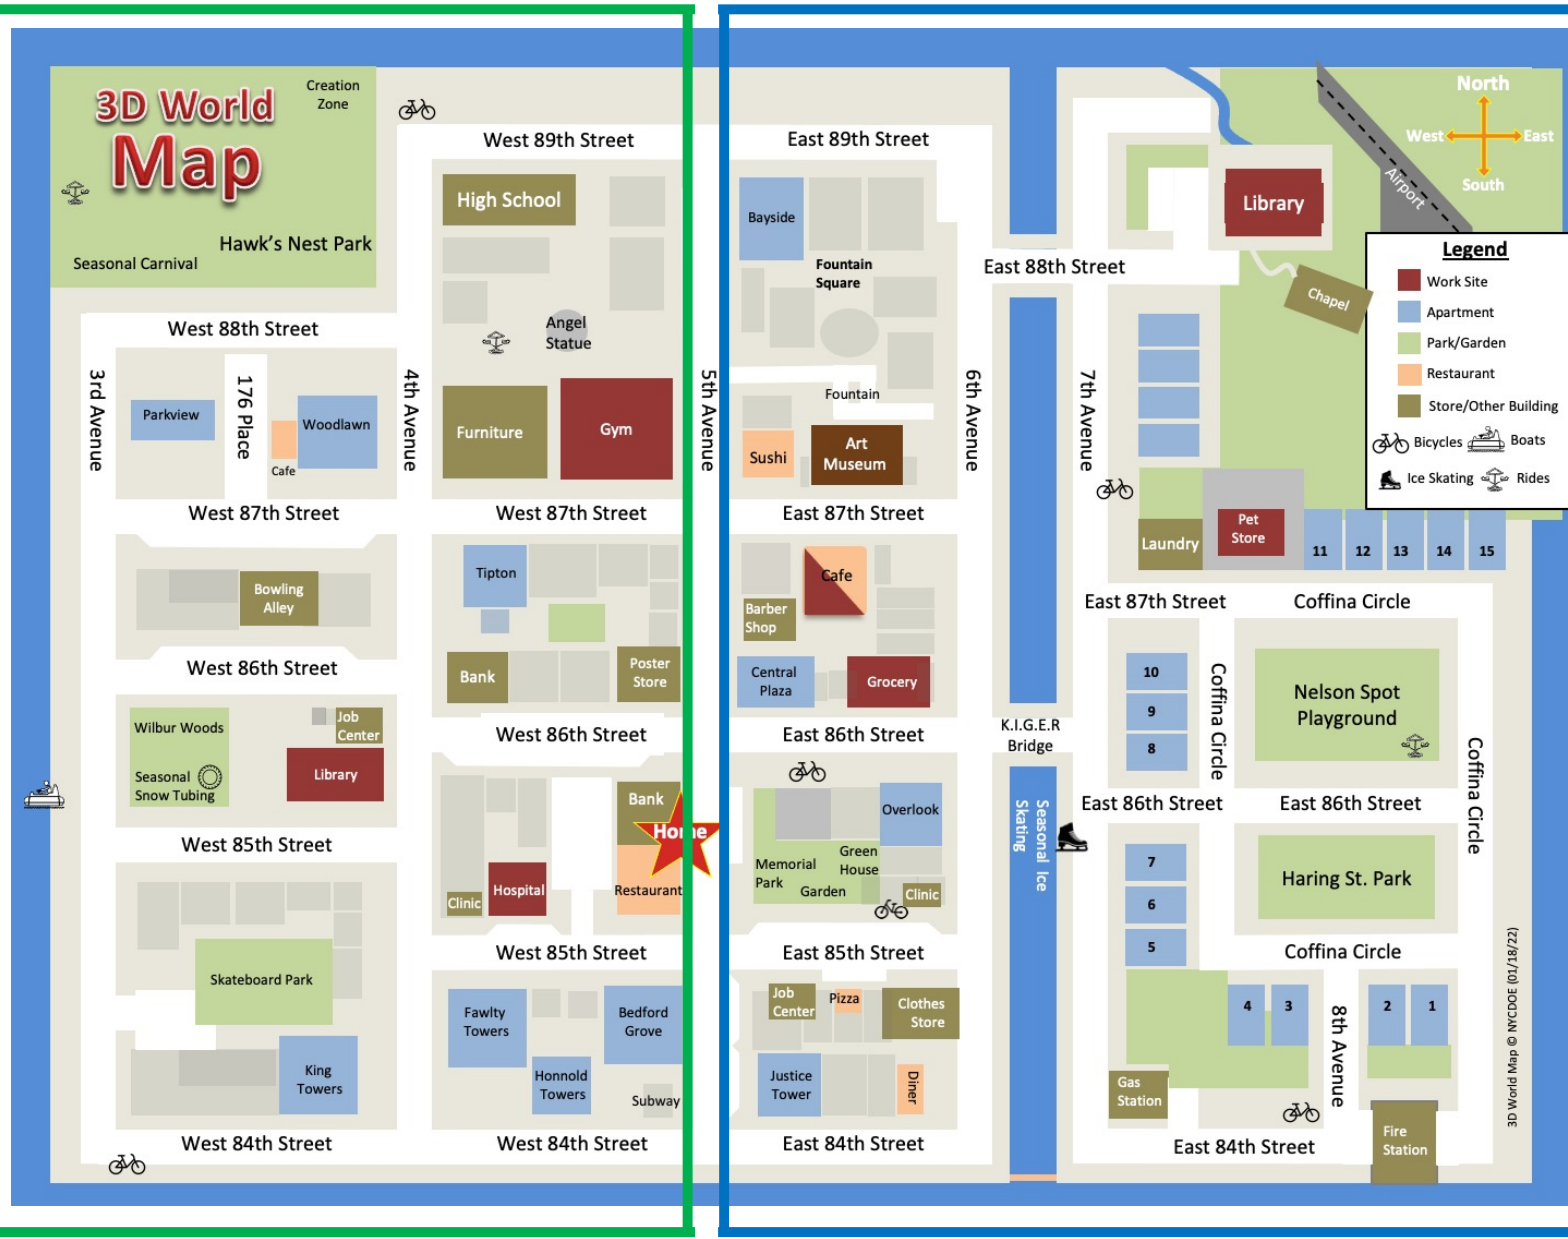 3D World
Map
Creation
Zone
Hawk's Nest Park
Seasonal Carnival
West 89th Street
East 89th Street
North
West
East
South
Airport
High School
Bayside
Library
Fountain
Square
East 88th Street
Chapel
Legend
Work Site
Apartment
Park/Garden
Restaurant
Store/Other Building
Bicycles
Boats
Ice Skating
Rides
West 88th Street
Angel
Statue
3rd Avenue
176 Place
4th Avenue
5th Avenue
6th Avenue
7th Avenue
Parkview
Woodlawn
Cafe
Furniture
Gym
Fountain
Sushi
Art
Museum
West 87th Street
West 87th Street
East 87th Street
Laundry
Pet
Store
11
12
13
14
15
Bowling
Alley
Tipton
Cafe
Barber
Shop
East 87th Street
Coffina Circle
West 86th Street
Bank
Poster
Store
Central
Plaza
Grocery
10
9
8
Coffina Circle
Nelson Spot
Playground
Coffina Circle
Wilbur Woods
Seasonal
Snow Tubing
Job
Center
Library
West 86th Street
East 86th Street
K.I.G.E.R
Bridge
East 86th Street
East 86th Street
West 85th Street
Bank
Home
Restaurant
Hospital
Clinic
Overlook
Memorial
Park
Green
House
Garden
Clinic
Seasonal Ice
Skating
7
6
5
Haring St. Park
West 85th Street
East 85th Street
Coffina Circle
Skateboard Park
King
Towers
Fawlty
Towers
Bedford
Grove
Honnold
Towers
Subway
Job
Center
Pizza
Clothes
Store
Justice
Tower
Diner
4
3
2
1
8th Avenue
Gas
Station
Fire
Station
West 84th Street
West 84th Street
East 84th Street
East 84th Street
3D World Map © NYCDOE (01/18/22)